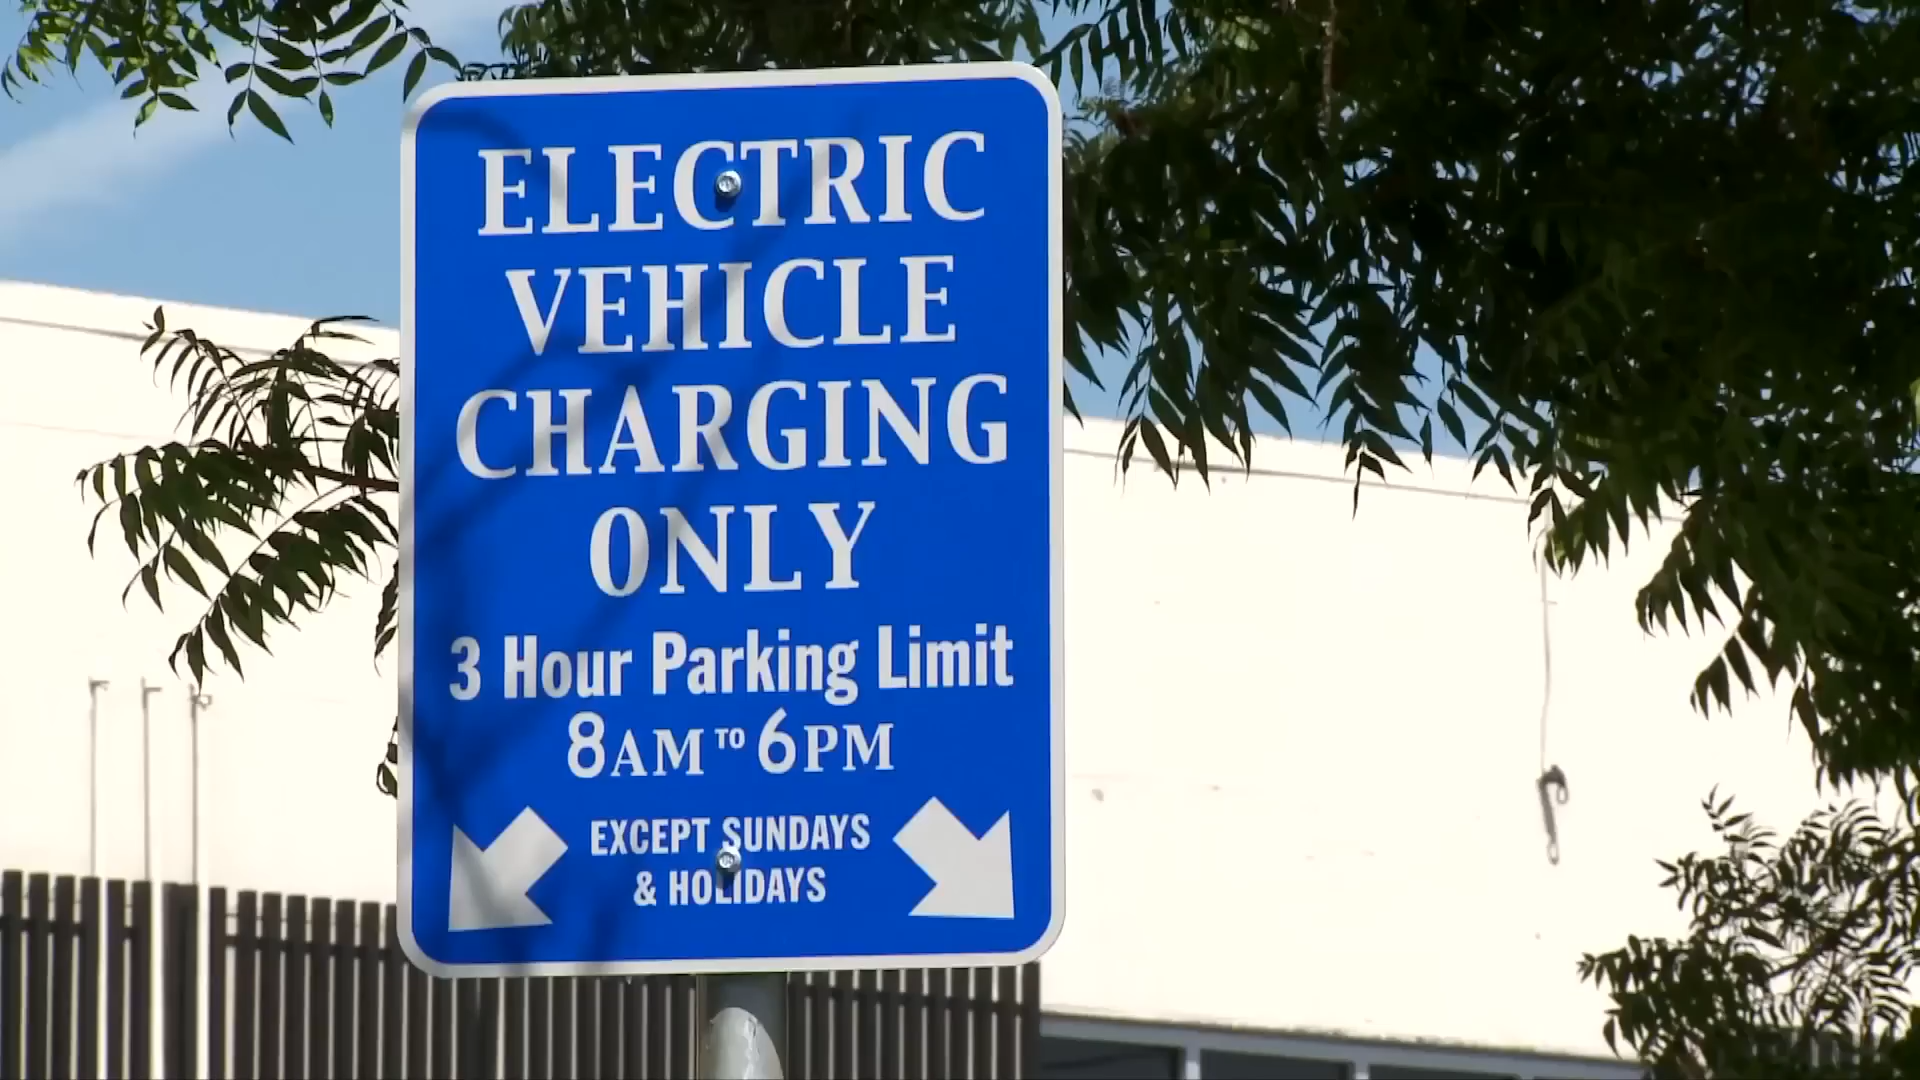 ELECTRIC
VEHICLE
CHARGING
ONLY
3 Hour Parking Limit
8AM TO 6PM
EXCEPT SUNDAYS
& HOLIDAYS